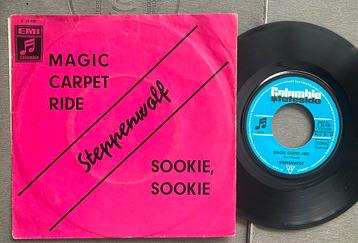 EMI
Columbia
MAGIC
CARPET
RIDE
Steppenwolf
SOOKIE,
SOOKIE
Columbia
stateside
MAGIC CARPET RIDE
STEPPENWOLF